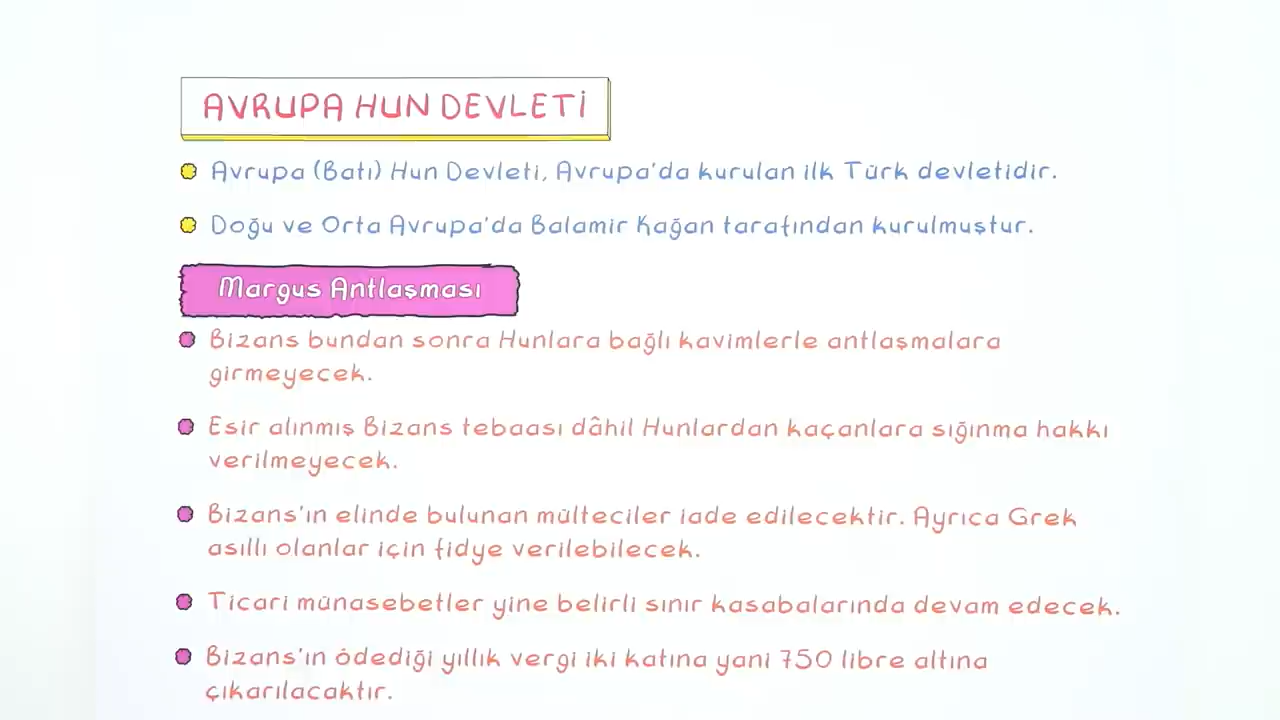 AVRUPA HUN DEVLETİ
Avrupa (Batı) Hun Devleti, Avrupa'da kurulan ilk Türk devletidir.
Doğu ve Orta Avrupa'da Balamir Kağan tarafından kurulmuştur.
Margus Antlaşması
Bizans bundan sonra Hunlara bağlı kavimlerle antlaşmalara
girmeyecek.
Esir alınmış Bizans tebaası dâhil Hunlardan kaçanlara sığınma hakkı
verilmeyecek.
Bizans'ın elinde bulunan mülteciler iade edilecektir. Ayrıca Grek
asıllı olanlar için fidye verilebilecek.
Ticari münasebetler yine belirli sınır kasabalarında devam edecek.
Bizans'ın ödediği yıllık vergi iki katına yani 750 libre altına
çıkarılacaktır.